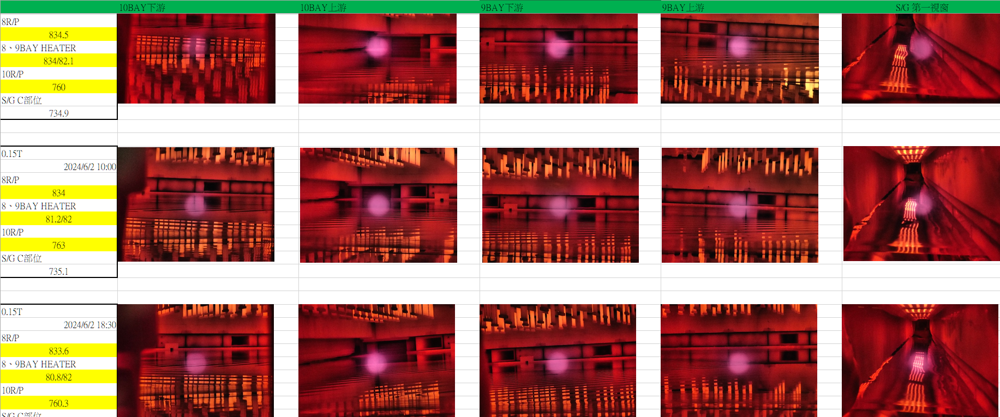 10BAY下游 10BAY上游 9BAY下游 9BAY上游 S/G 第一視窗
8R/P
834.5
8、9BAY HEATER
834/82.1
10R/P
760
S/G C部位
734.9
0.15T
2024/6/2 10:00
8R/P
834
8、9BAY HEATER
81.2/82
10R/P
763
S/G C部位
735.1
0.15T
2024/6/2 18:30
8R/P
833.6
8、9BAY HEATER
80.8/82
10R/P
760.3
S/G C部位